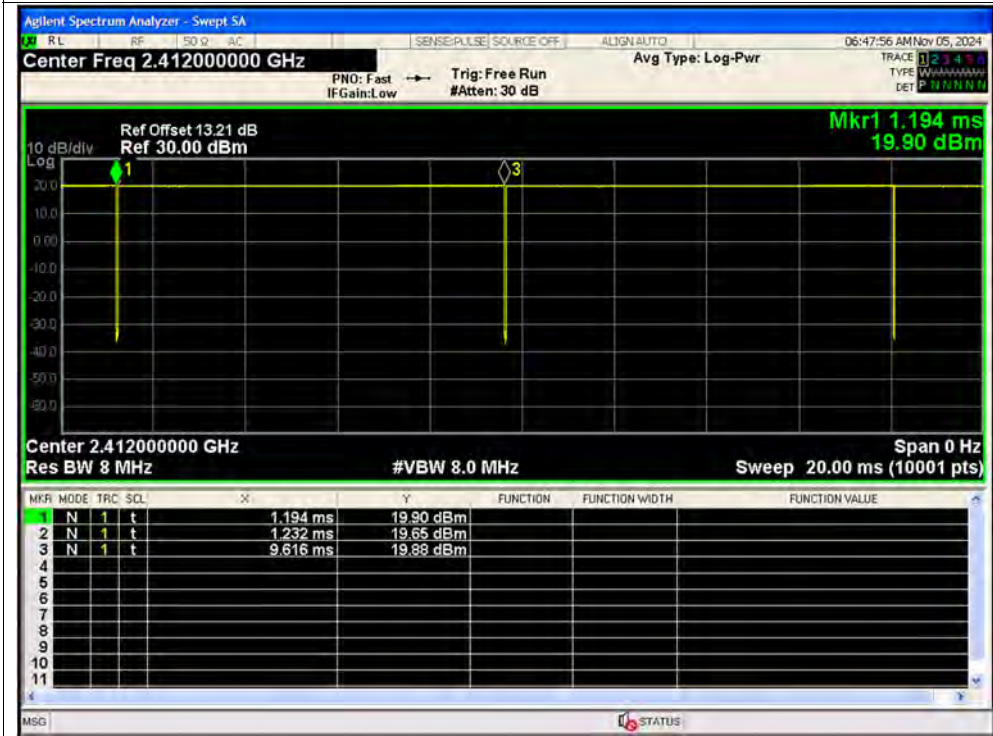 Agilent Spectrum Analyzer - Swept SA
RL RF 50 Ω AC SENSE:PULSE SOURCE OFF ALIGN AUTO 06:47:56 AM Nov 05, 2024
Center Freq 2.412000000 GHz Avg Type: Log-Pwr TRACE 1 2 3 4 5 6
PNO: Fast Trig: Free Run TYPE W
IFGain:Low #Atten: 30 dB DET P N N N N N
Mkr1 1.194 ms
Ref Offset 13.21 dB 19.90 dBm
10 dB/div Ref 30.00 dBm
Log
1 3
20.0
10.0
0.00
-10.0
-20.0
-30.0
-40.0
-50.0
-60.0
Center 2.412000000 GHz Span 0 Hz
Res BW 8 MHz #VBW 8.0 MHz Sweep 20.00 ms (10001 pts)
MKR MODE TRC SCL X Y FUNCTION FUNCTION WIDTH FUNCTION VALUE
1 N 1 t 1.194 ms 19.90 dBm
2 N 1 t 1.232 ms 19.65 dBm
3 N 1 t 9.616 ms 19.88 dBm
4
5
6
7
8
9
10
11
MSG STATUS